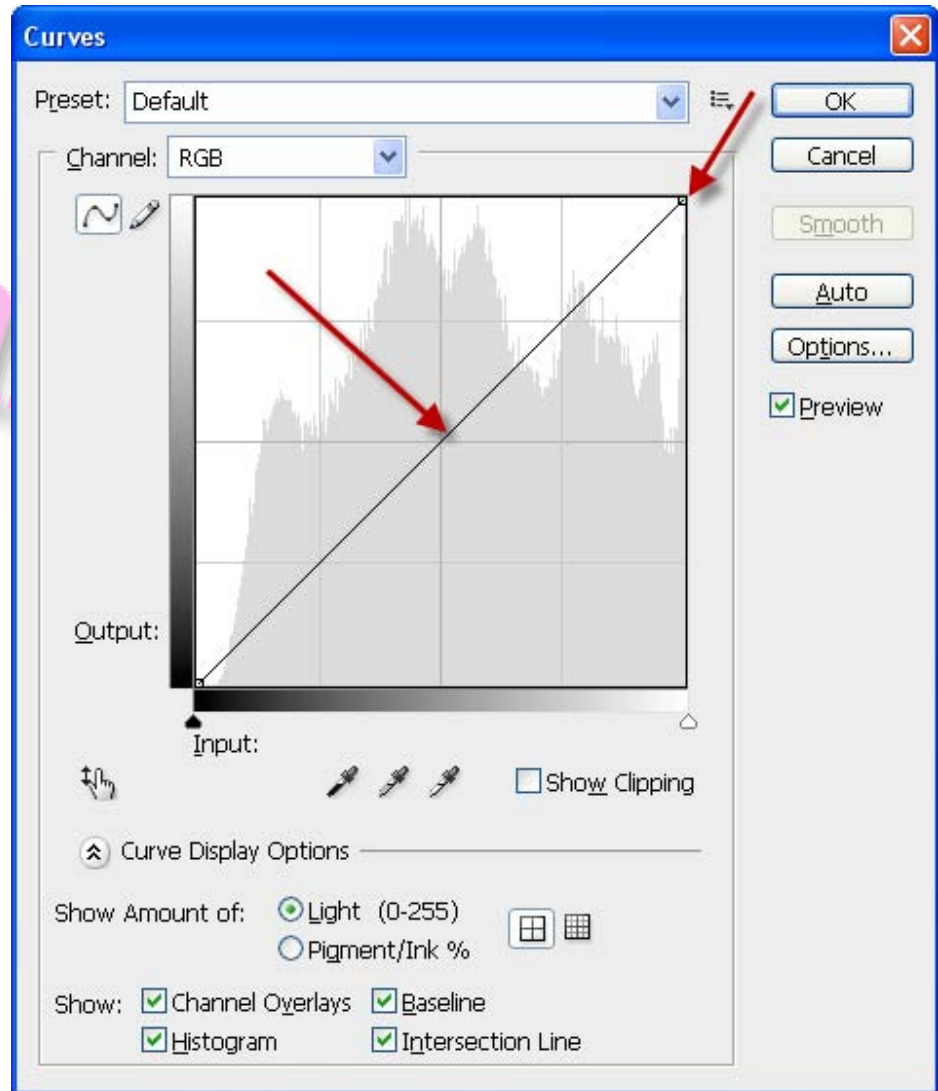 Curves
Preset: Default
OK
Channel: RGB
Cancel
Smooth
Auto
Options...
Preview
Output:
Input:
Show Clipping
Curve Display Options
Show Amount of: Light (0-255)
Pigment/Ink %
Show: Channel Overlays Baseline
Histogram Intersection Line